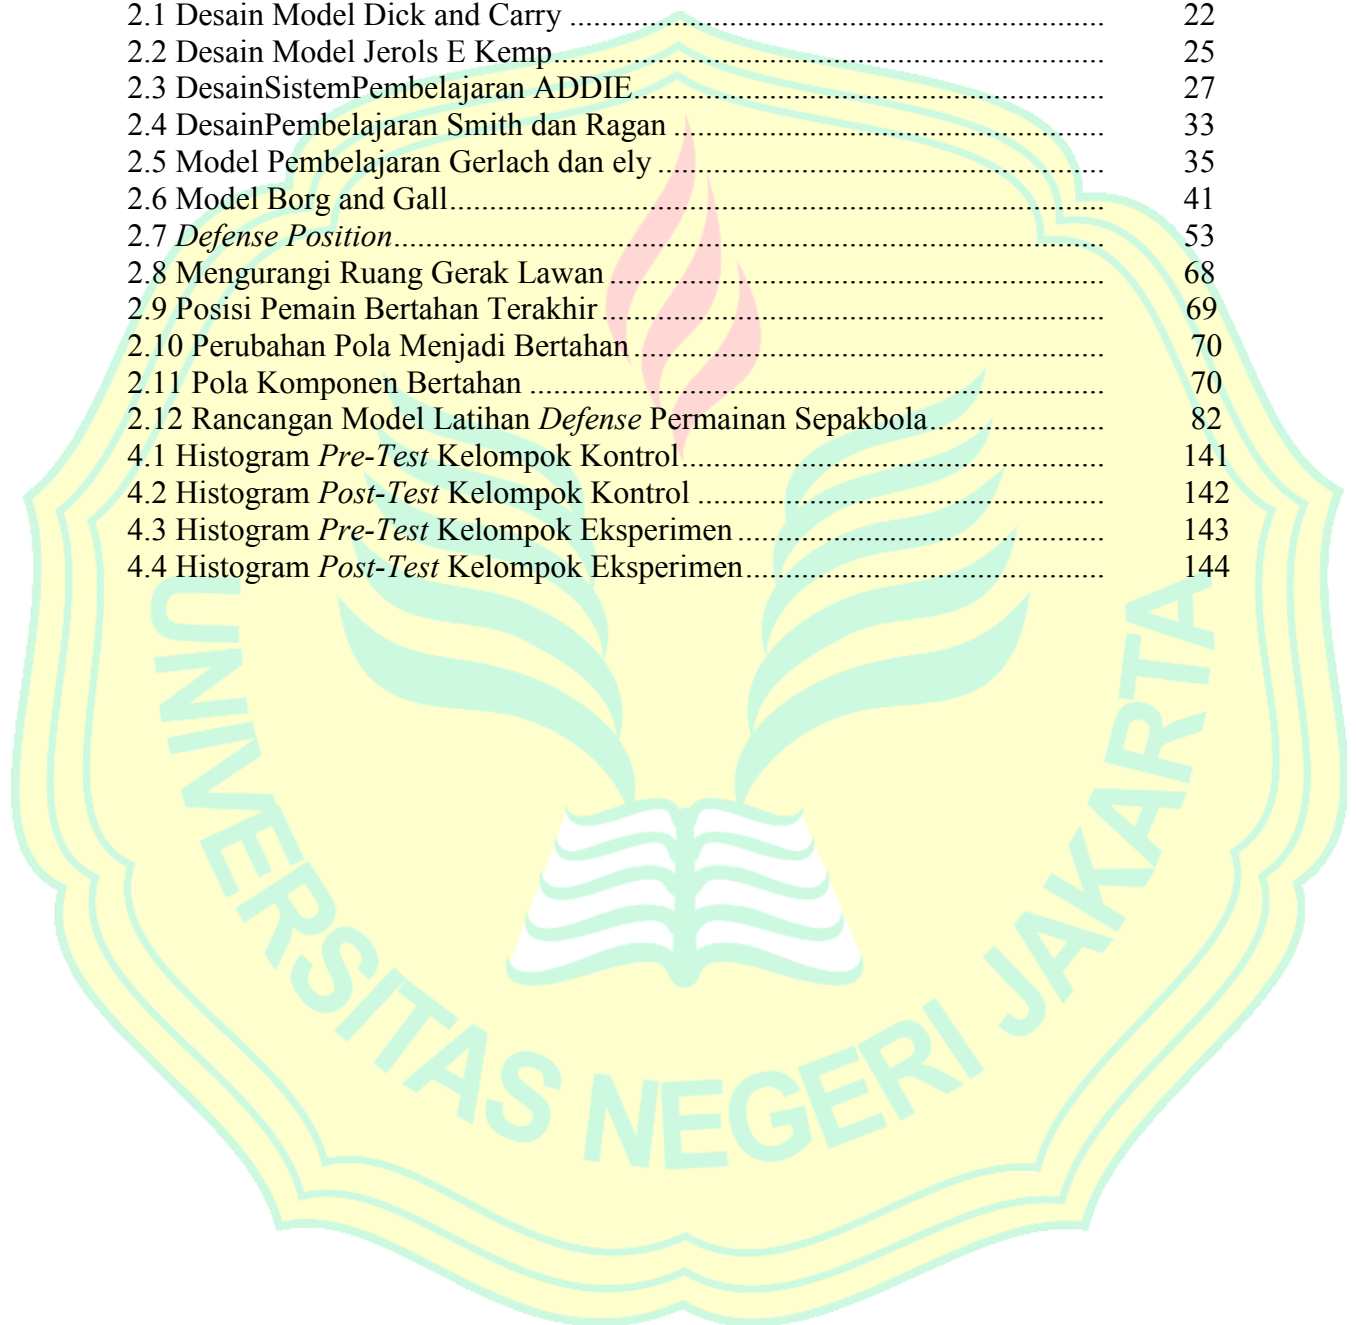 2.1 Desain Model Dick and Carry ................................................................... 22
2.2 Desain Model Jerols E Kemp..................................................................... 25
2.3 DesainSistemPembelajaran ADDIE........................................................... 27
2.4 DesainPembelajaran Smith dan Ragan ...................................................... 33
2.5 Model Pembelajaran Gerlach dan ely ........................................................ 35
2.6 Model Borg and Gall.................................................................................. 41
2.7 Defense Position......................................................................................... 53
2.8 Mengurangi Ruang Gerak Lawan .............................................................. 68
2.9 Posisi Pemain Bertahan Terakhir ............................................................... 69
2.10 Perubahan Pola Menjadi Bertahan ........................................................... 70
2.11 Pola Komponen Bertahan ........................................................................ 70
2.12 Rancangan Model Latihan Defense Permainan Sepakbola...................... 82
4.1 Histogram Pre-Test Kelompok Kontrol..................................................... 141
4.2 Histogram Post-Test Kelompok Kontrol ................................................... 142
4.3 Histogram Pre-Test Kelompok Eksperimen .............................................. 143
4.4 Histogram Post-Test Kelompok Eksperimen............................................. 144
UNIVERSITAS NEGERI JAKARTA